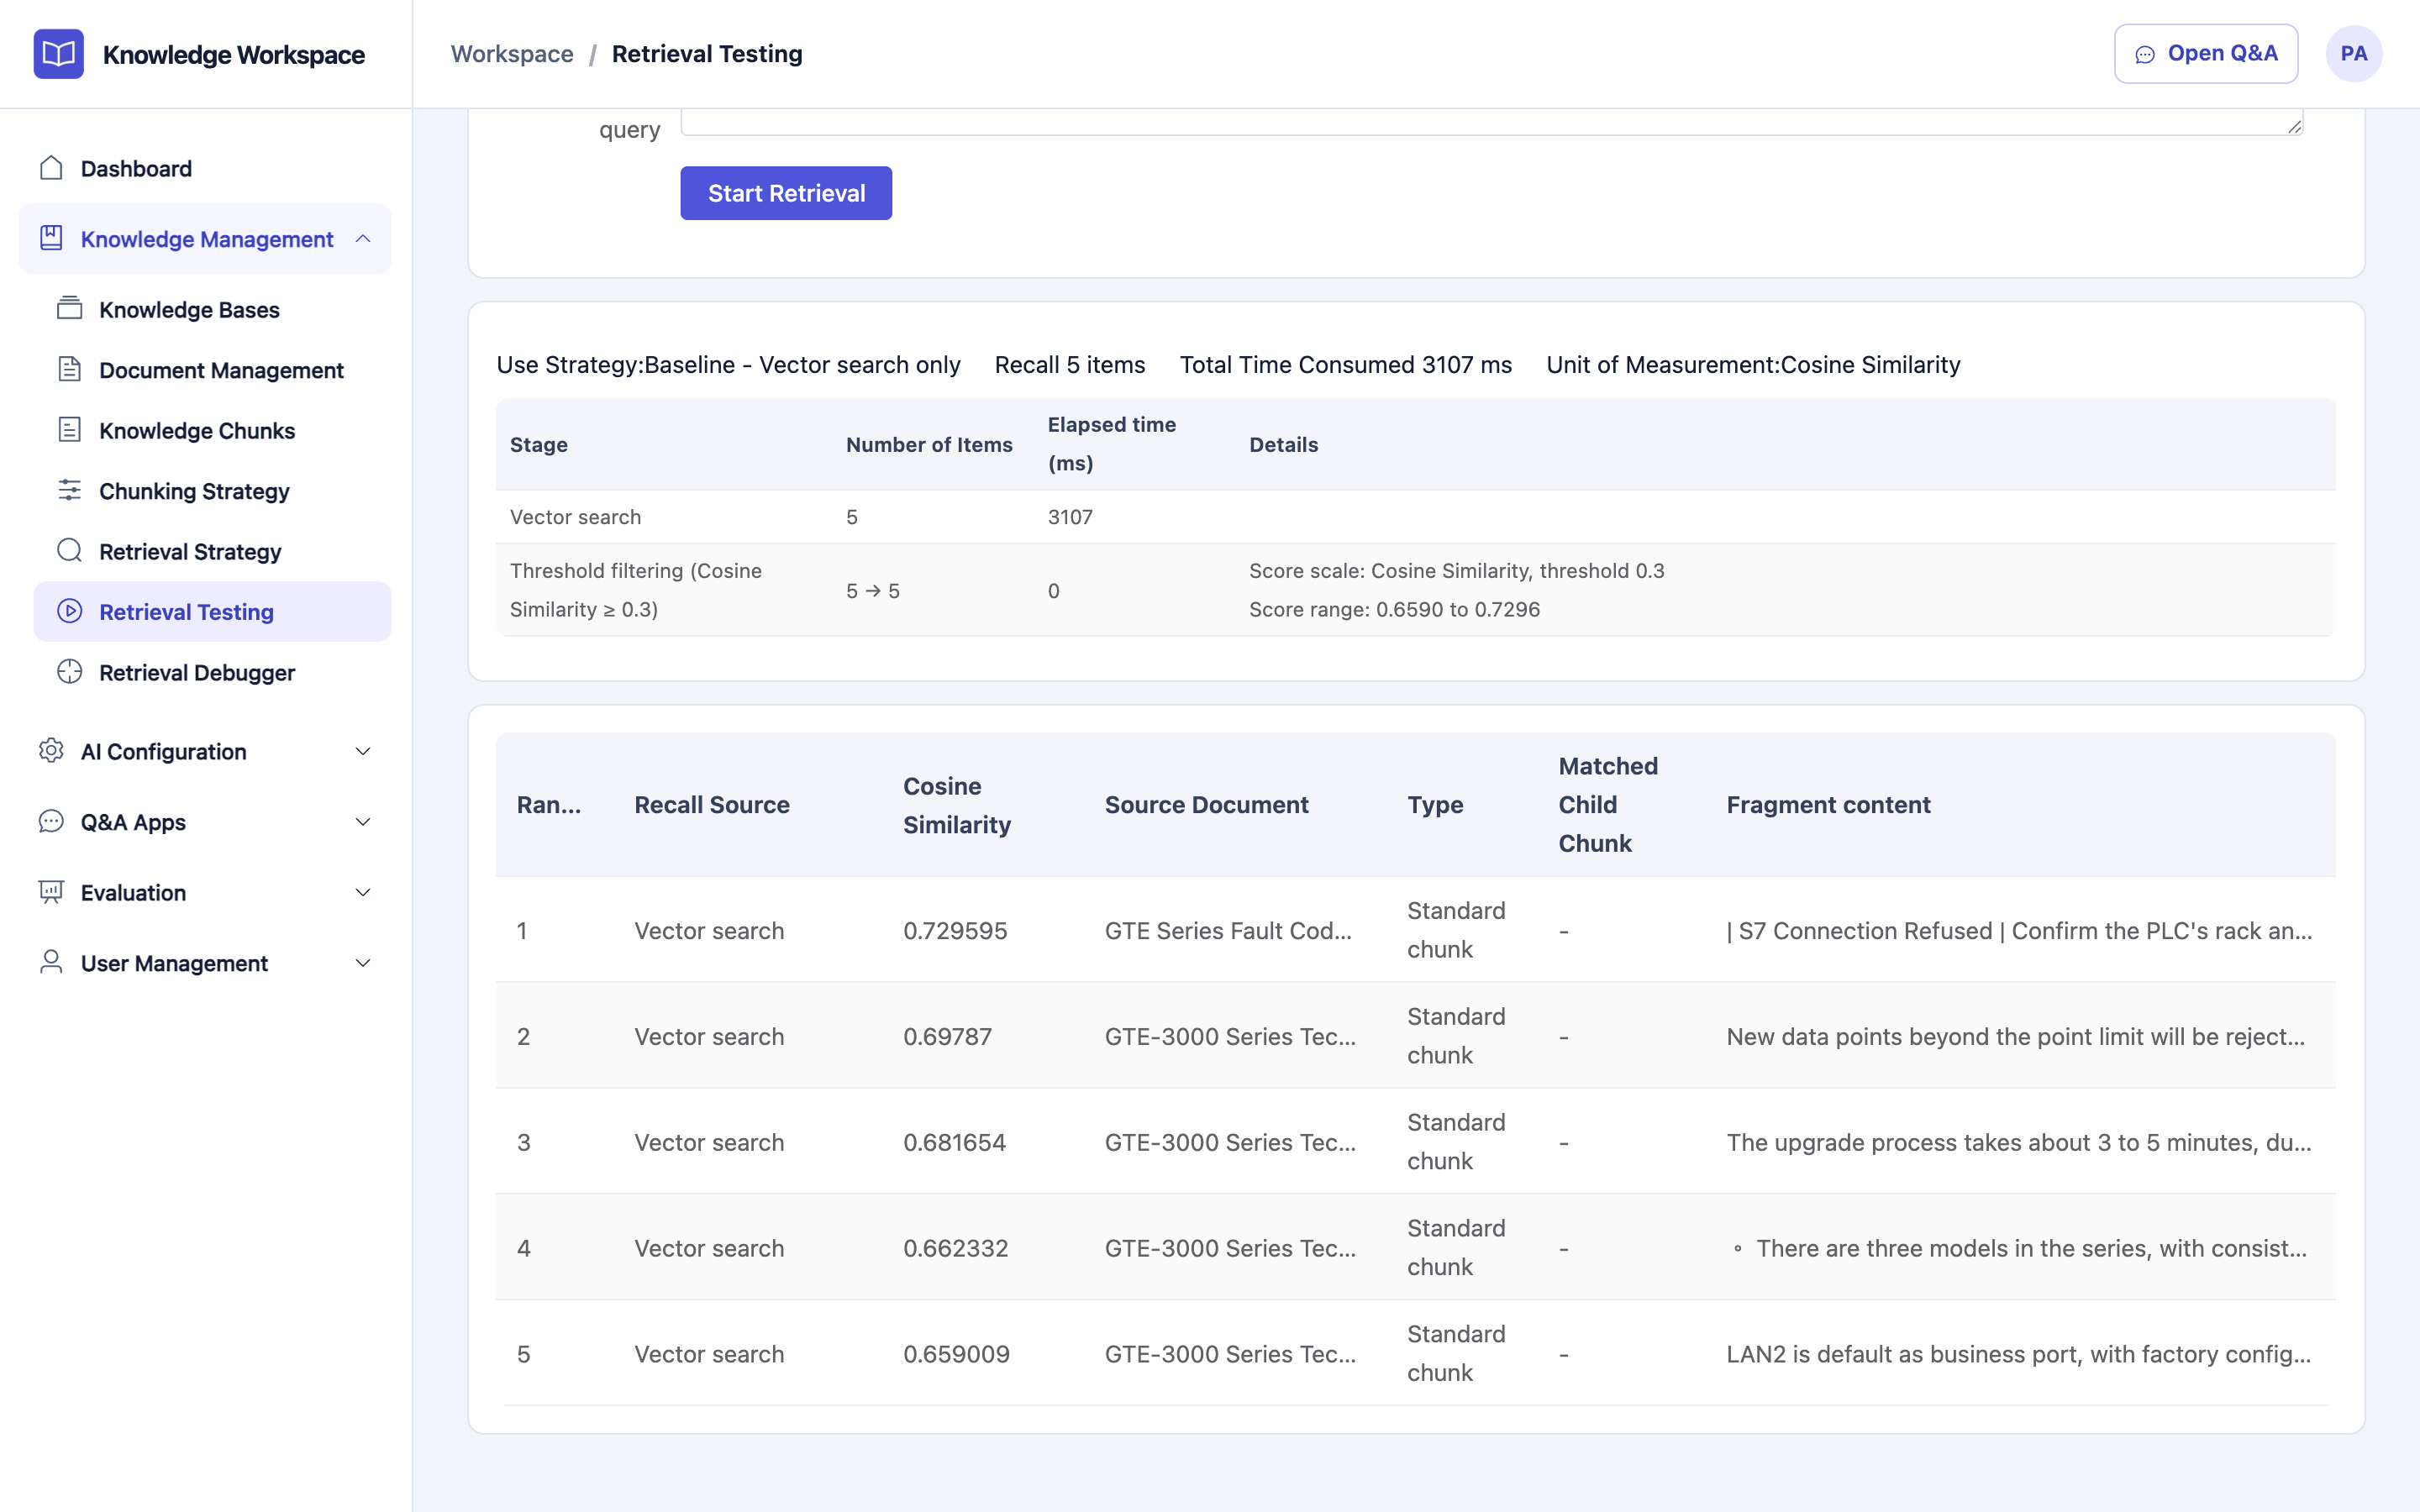 Knowledge Workspace
Workspace / Retrieval Testing
Open Q&A
PA
Dashboard
Knowledge Management
Knowledge Bases
Document Management
Knowledge Chunks
Chunking Strategy
Retrieval Strategy
Retrieval Testing
Retrieval Debugger
AI Configuration
Q&A Apps
Evaluation
User Management
query
Start Retrieval
Use Strategy:Baseline - Vector search only Recall 5 items Total Time Consumed 3107 ms Unit of Measurement:Cosine Similarity
Stage Number of Items Elapsed time (ms) Details
Vector search 5 3107
Threshold filtering (Cosine Similarity ≥ 0.3) 5 → 5 0 Score scale: Cosine Similarity, threshold 0.3
Score range: 0.6590 to 0.7296
Ran... Recall Source Cosine Similarity Source Document Type Matched Child Chunk Fragment content
1 Vector search 0.729595 GTE Series Fault Cod... Standard chunk - | S7 Connection Refused | Confirm the PLC's rack an...
2 Vector search 0.69787 GTE-3000 Series Tec... Standard chunk - New data points beyond the point limit will be reject...
3 Vector search 0.681654 GTE-3000 Series Tec... Standard chunk - The upgrade process takes about 3 to 5 minutes, du...
4 Vector search 0.662332 GTE-3000 Series Tec... Standard chunk - ∘ There are three models in the series, with consist...
5 Vector search 0.659009 GTE-3000 Series Tec... Standard chunk - LAN2 is default as business port, with factory config...